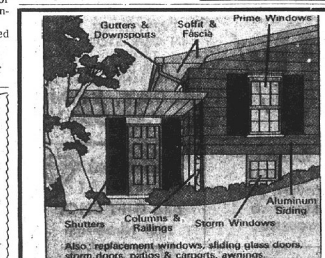 Gutters &
Downspouts
Soffit &
Fascia
Prime Windows
Shutters
Columns &
Railings
Storm Windows
Aluminum
Siding
Also: replacement windows, sliding glass doors,
storm doors, patios & carports, awnings